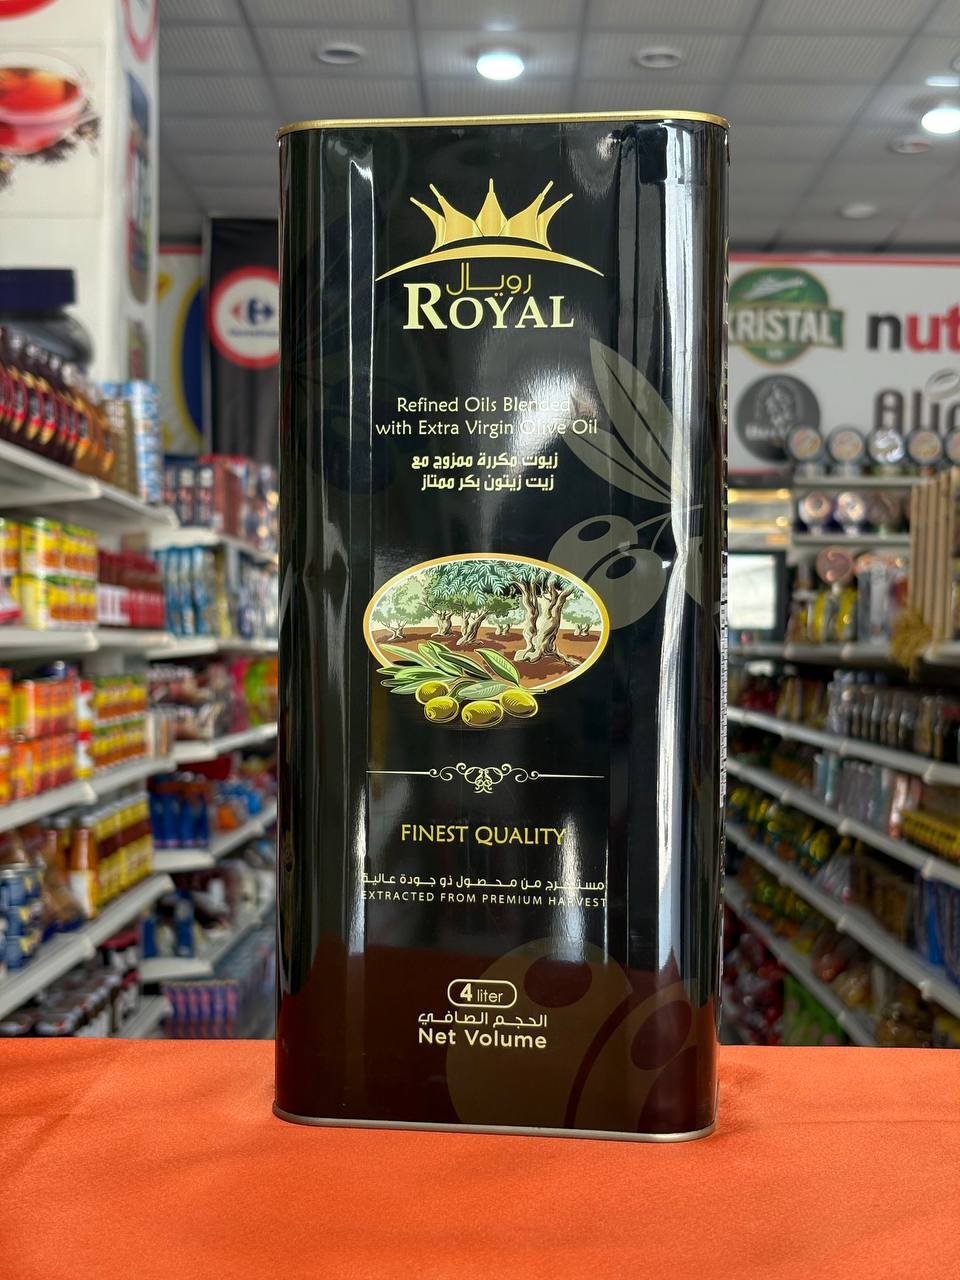 رويال
ROYAL
Refined Oils Blended
with Extra Virgin Olive Oil
زيوت مكررة ممزوج مع
زيت زيتون بكر ممتاز
FINEST QUALITY
مستخرج من محصول ذو جودة عالية
EXTRACTED FROM PREMIUM HARVEST
4 liter
الحجم الصافي
Net Volume
KRISTAL
nut